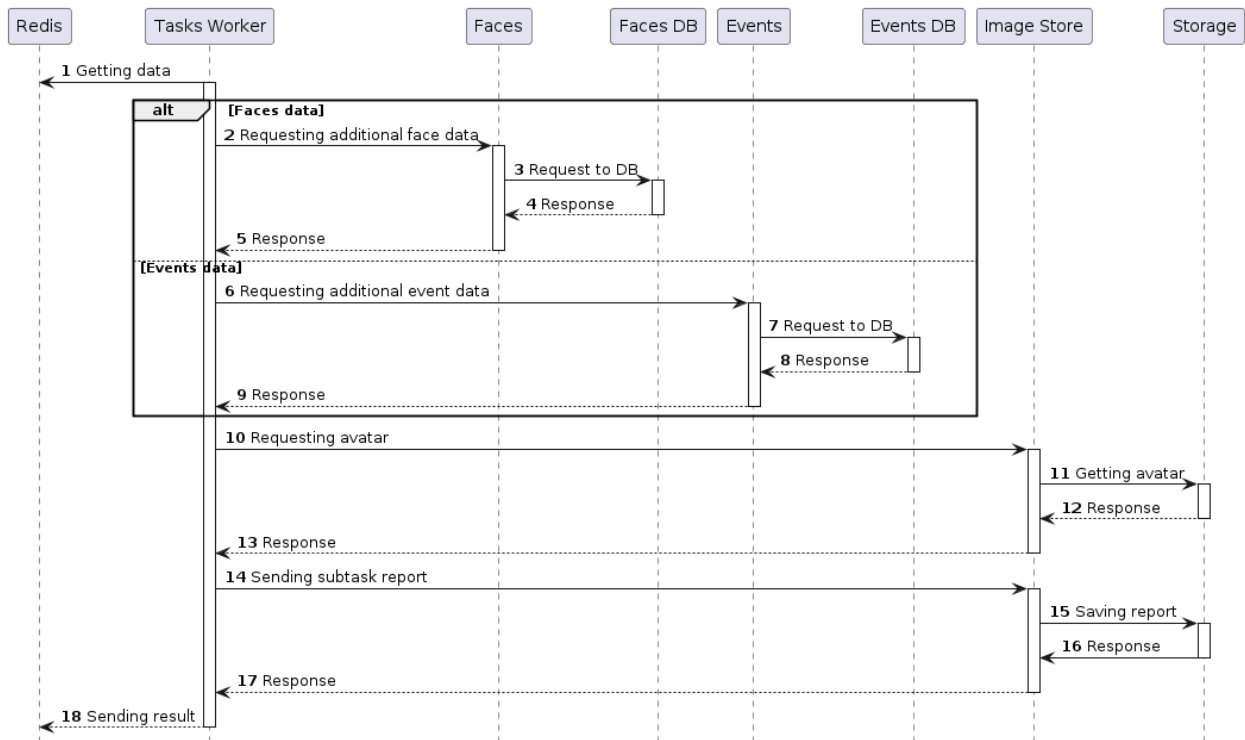 Redis Tasks Worker Faces Faces DB Events Events DB Image Store Storage
1 Getting data
alt [Faces data]
2 Requesting additional face data
3 Request to DB
4 Response
5 Response
[Events data]
6 Requesting additional event data
7 Request to DB
8 Response
9 Response
10 Requesting avatar
11 Getting avatar
12 Response
13 Response
14 Sending subtask report
15 Saving report
16 Response
17 Response
18 Sending result